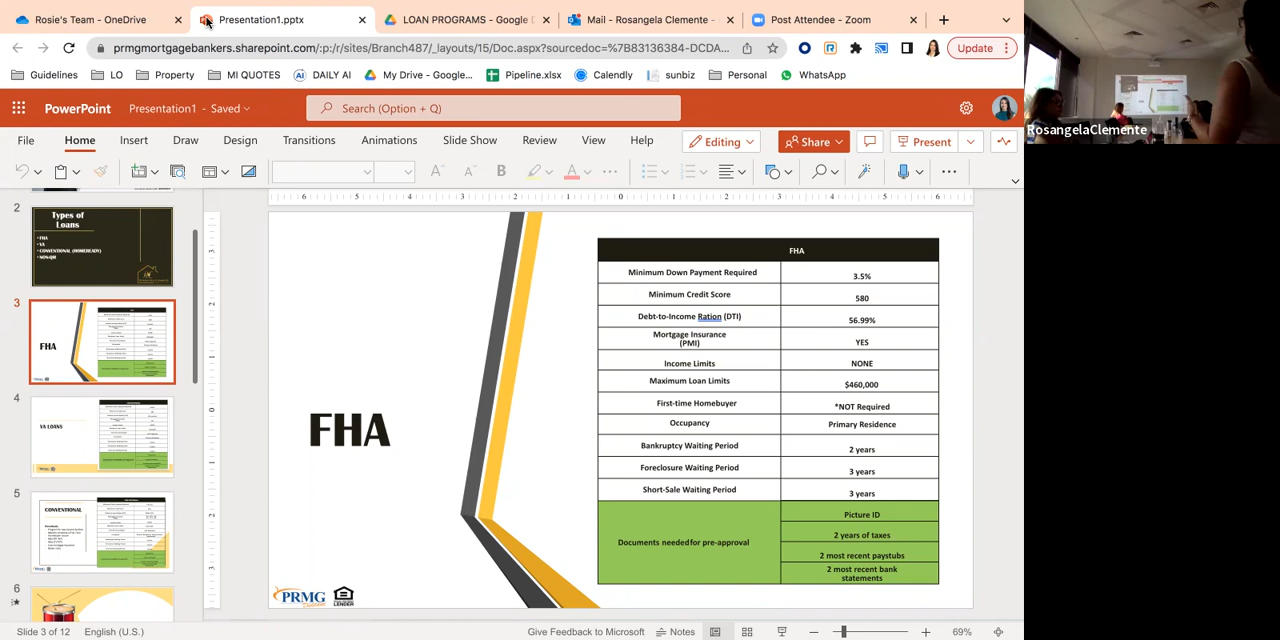 Rosie's Team - OneDrive
Presentation1.pptx
LOAN PROGRAMS - Google D
Mail - Rosangela Clemente -
Post Attendee - Zoom
prmgmortgagebankers.sharepoint.com/:p:/r/sites/Branch487/_layouts/15/Doc.aspx?sourcedoc=%7B83136384-DCDA...
Update
Guidelines
LO
Property
MI QUOTES
DAILY AI
My Drive - Google...
Pipeline.xlsx
Calendly
sunbiz
Personal
WhatsApp
PowerPoint
Presentation1 - Saved
Search (Option + Q)
File
Home
Insert
Draw
Design
Transitions
Animations
Slide Show
Review
View
Help
Editing
Share
Present
RosangelaClemente
2
Types of
Loans
• FHA
• VA
• CONVENTIONAL (HOMEREADY)
• NON-QM
3
FHA
4
VA LOANS
5
CONVENTIONAL
6
FHA
FHA
Minimum Down Payment Required 3.5%
Minimum Credit Score 580
Debt-to-Income Ration (DTI) 56.99%
Mortgage Insurance
(PMI) YES
Income Limits NONE
Maximum Loan Limits $460,000
First-time Homebuyer *NOT Required
Occupancy Primary Residence
Bankruptcy Waiting Period 2 years
Foreclosure Waiting Period 3 years
Short-Sale Waiting Period 3 years
Documents needed for pre-approval
Picture ID
2 years of taxes
2 most recent paystubs
2 most recent bank
statements
PRMG
LENDER
Slide 3 of 12
English (U.S.)
Give Feedback to Microsoft
Notes
69%